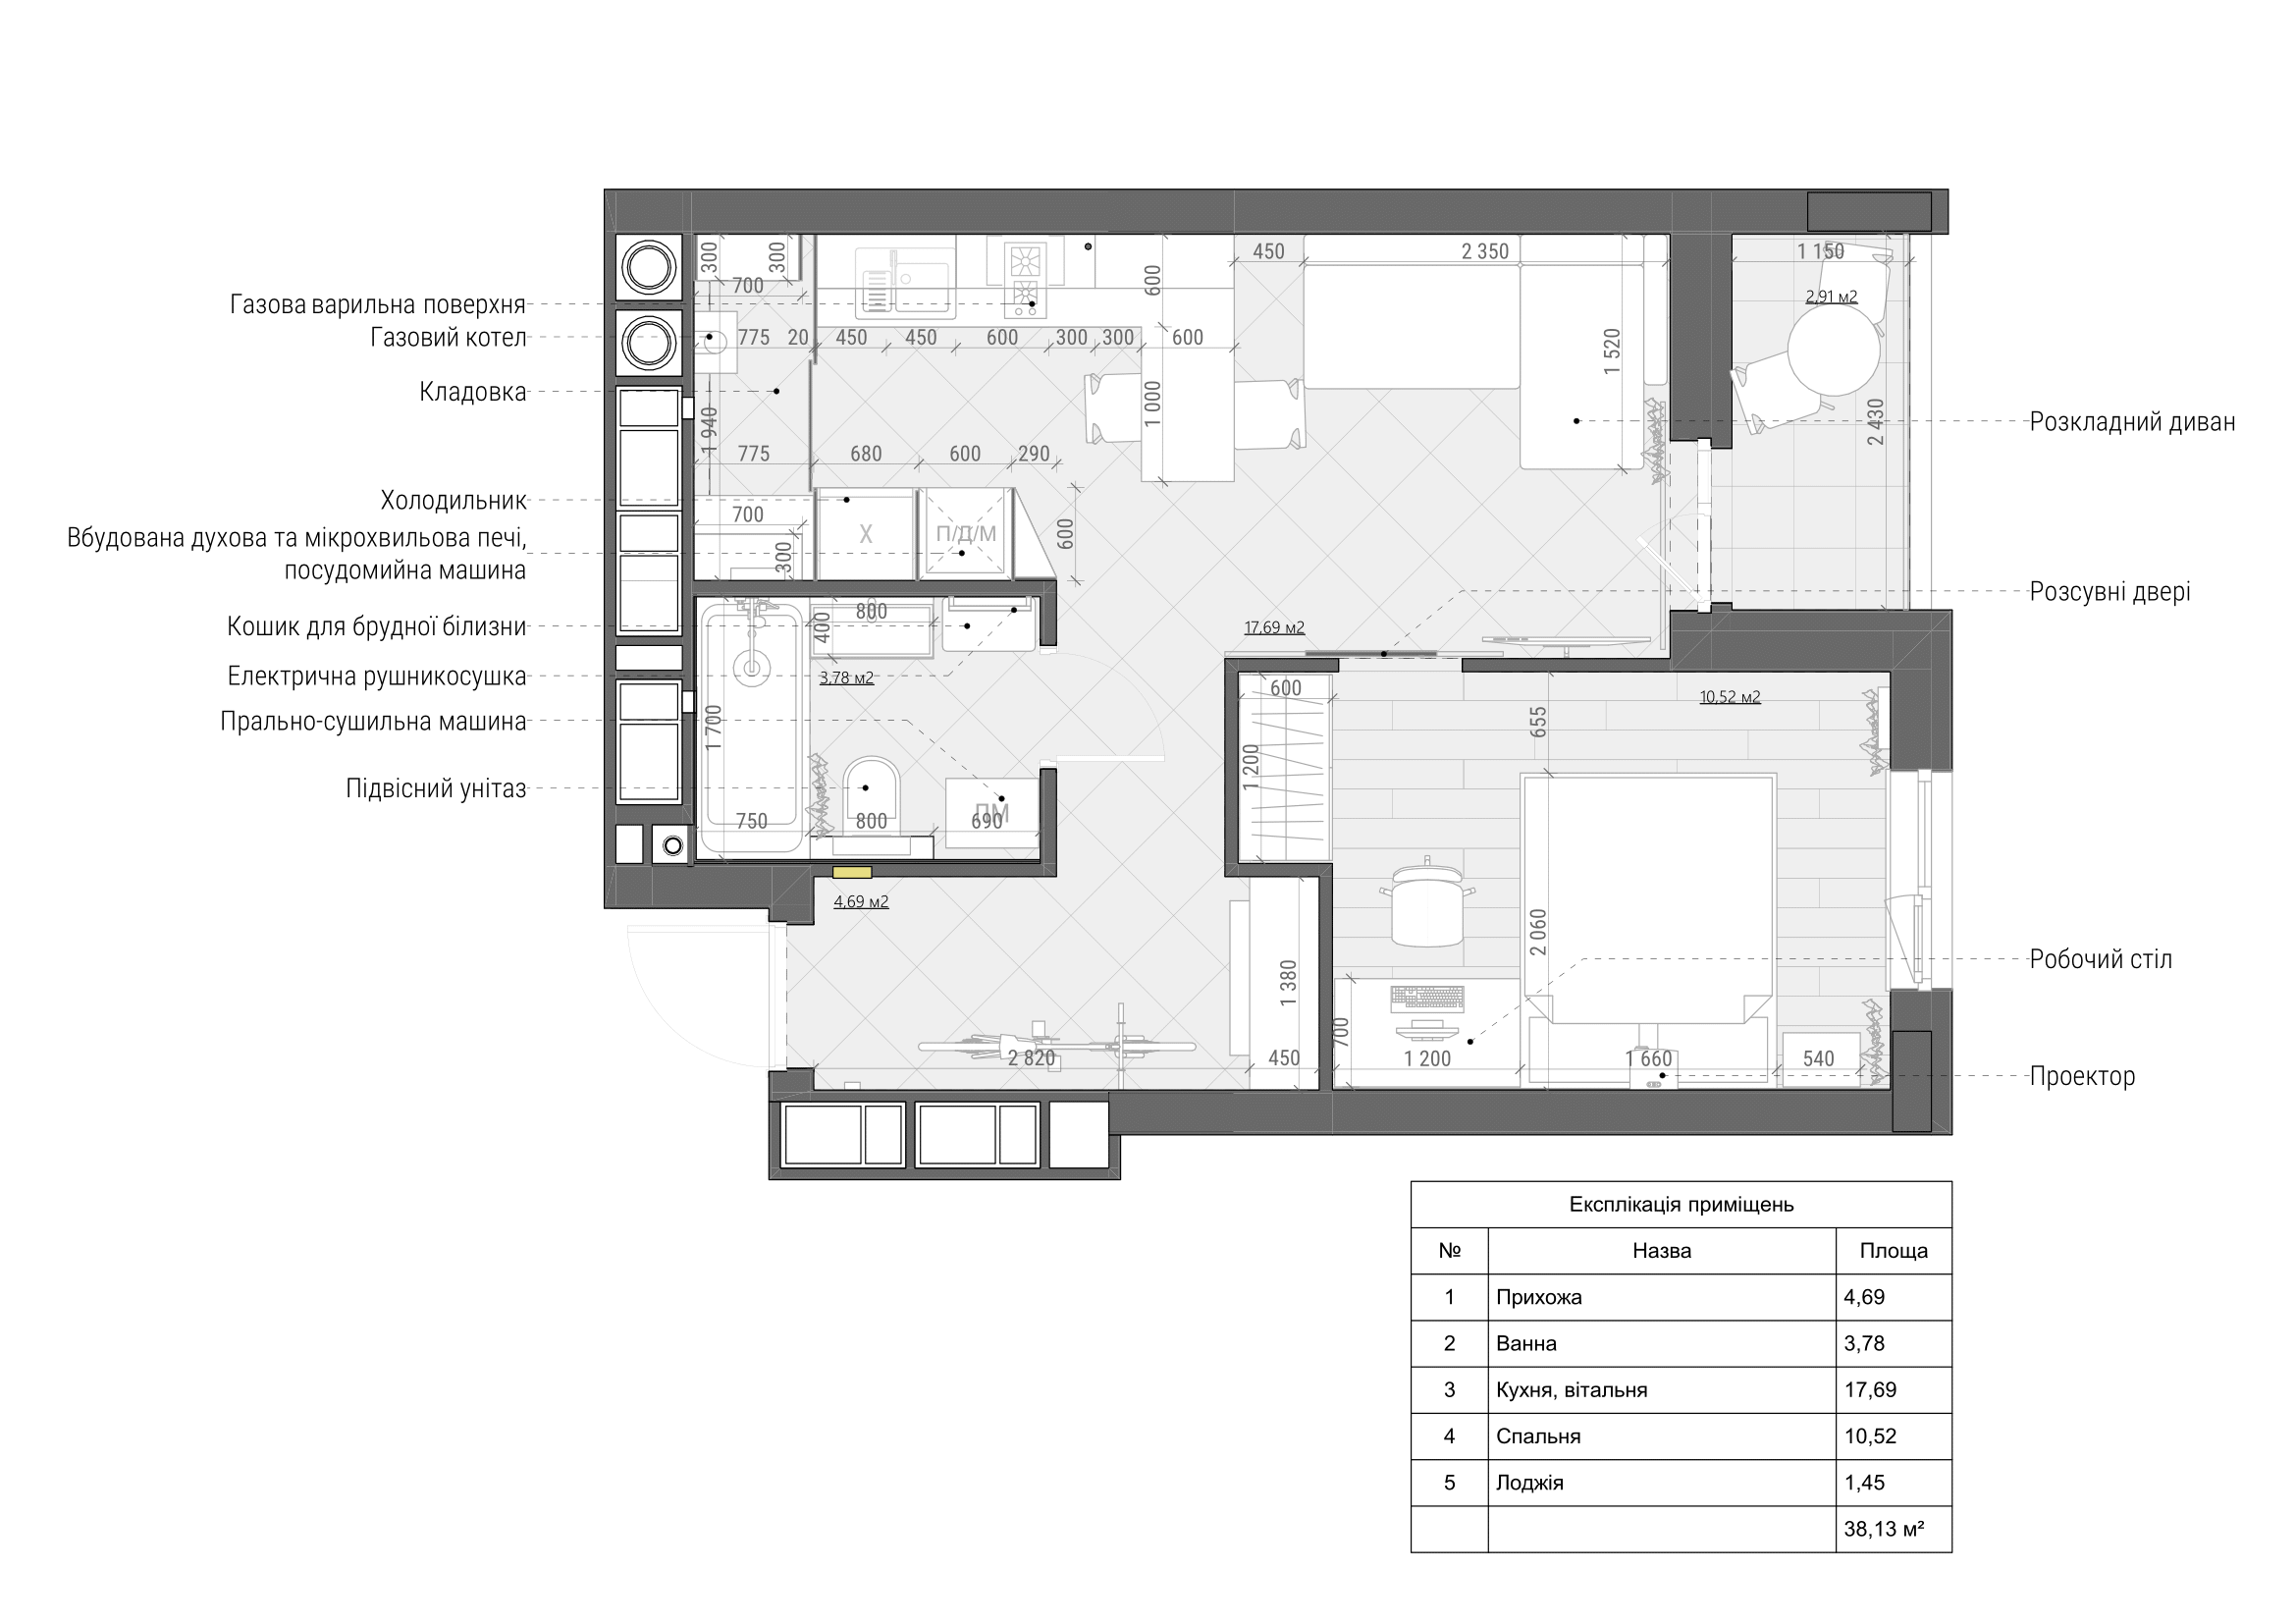 Газова варильна поверхня
Газовий котел
Кладовка
Холодильник
Вбудована духова та мікрохвильова печі,
посудомийна машина
Кошик для брудної білизни
Електрична рушникосушка
Прально-сушильна машина
Підвісний унітаз
300
300
700
775
20
450
450
600
300
300
600
600
1 000
450
2 350
1 520
1 150
2,91 м2
2 430
1 940
775
680
600
290
700
300
Х
П/Д/М
600
800
400
3,78 м2
1 700
750
800
690
ПМ
17,69 м2
600
1 200
655
10,52 м2
4,69 м2
2 820
450
1 380
2 060
700
1 200
1 660
540
Розкладний диван
Розсувні двері
Робочий стіл
Проектор
Експлікація приміщень
№ Назва Площа
1 Прихожа 4,69
2 Ванна 3,78
3 Кухня, вітальня 17,69
4 Спальня 10,52
5 Лоджія 1,45
38,13 м²